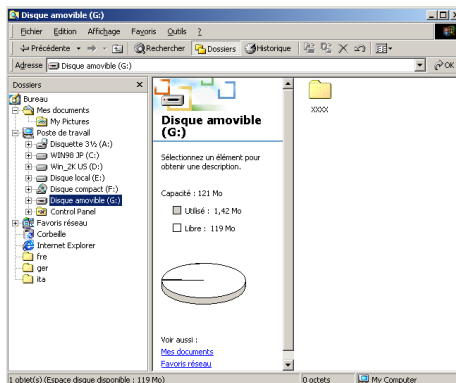 Disque amovible (G:)
Fichier Edition Affichage Favoris Outils ?
Précédente Rechercher Dossiers Historique
Adresse Disque amovible (G:) OK
Dossiers
Bureau
Mes documents
My Pictures
Poste de travail
Disquette 3½ (A:)
WIN98 JP (C:)
Win_2K US (D:)
Disque local (E:)
Disque compact (F:)
Disque amovible (G:)
Control Panel
Favoris réseau
Corbeille
Internet Explorer
fre
ger
ita
Disque amovible
(G:)
Sélectionnez un élément pour
obtenir une description.
Capacité : 121 Mo
Utilisé : 1,42 Mo
Libre : 119 Mo
Voir aussi :
Mes documents
Favoris réseau
xxxx
1 objet(s) (Espace disque disponible : 119 Mo) 0 octets My Computer